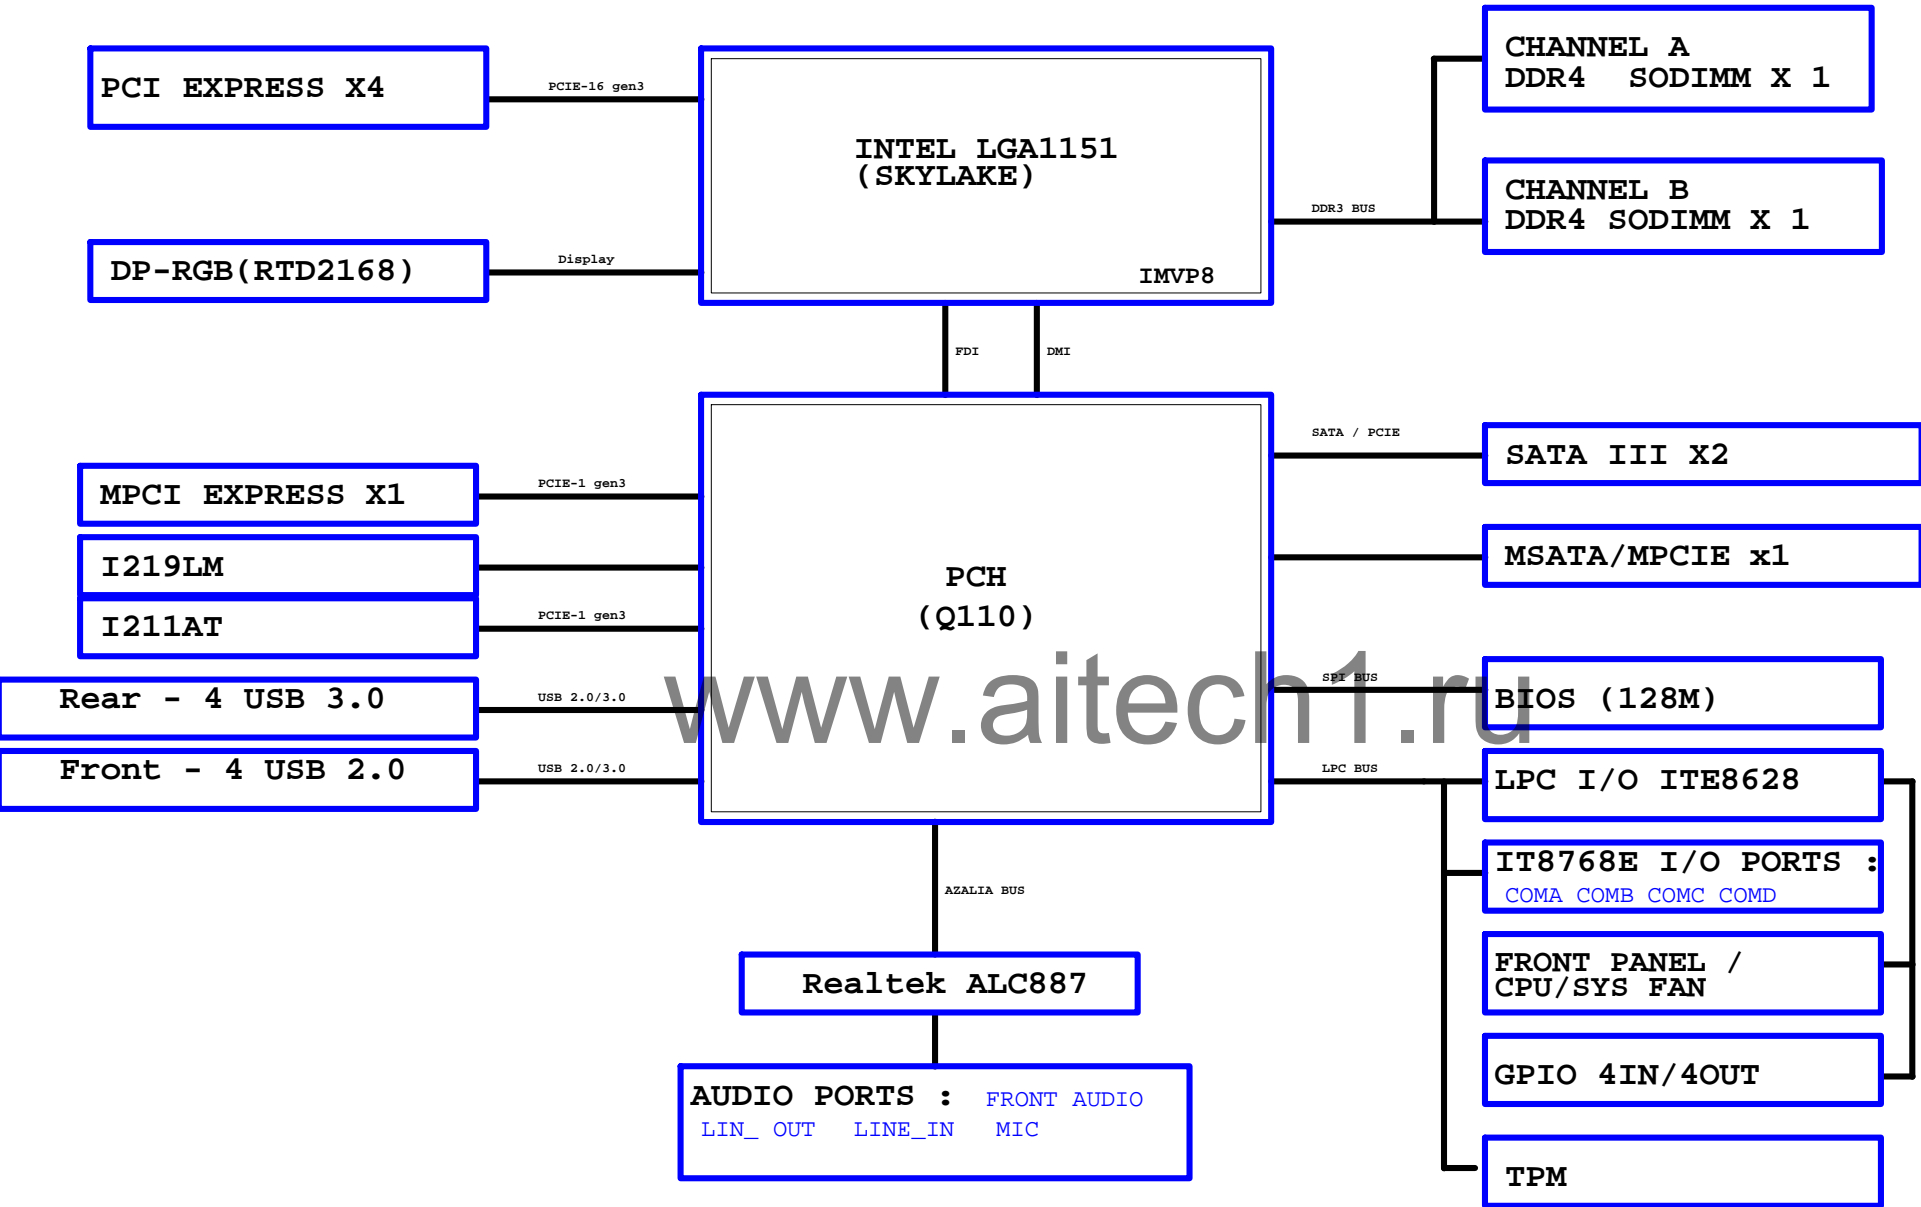 PCI EXPRESS X4
PCIE-16 gen3
INTEL LGA1151
(SKYLAKE)
IMVP8
CHANNEL A
DDR4 SODIMM X 1
CHANNEL B
DDR4 SODIMM X 1
DDR3 BUS
DP-RGB(RTD2168)
Display
FDI
DMI
SATA / PCIE
SATA III X2
MPCI EXPRESS X1
PCIE-1 gen3
MSATA/MPCIE x1
I219LM
PCH
(Q110)
I211AT
PCIE-1 gen3
www.aitech1.ru
Rear - 4 USB 3.0
USB 2.0/3.0
SPI BUS
BIOS (128M)
Front - 4 USB 2.0
USB 2.0/3.0
LPC BUS
LPC I/O ITE8628
IT8768E I/O PORTS :
COMA COMB COMC COMD
AZALIA BUS
FRONT PANEL /
CPU/SYS FAN
Realtek ALC887
GPIO 4IN/4OUT
AUDIO PORTS : FRONT AUDIO
LIN_ OUT LINE_IN MIC
TPM